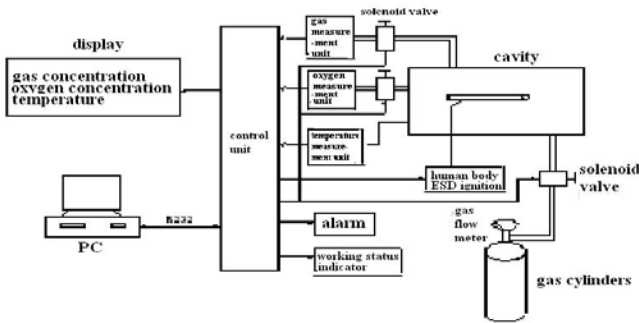 solenoid valve
display
gas
measure
-ment
unit
cavity
gas concentration
oxygen concentration
temperature
oxygen
measure
-ment
unit
control
unit
temperature
measure-
ment unit
human body
ESD ignition
solenoid
valve
PC
R232
alarm
gas
flow
meter
working status
indicator
gas cylinders